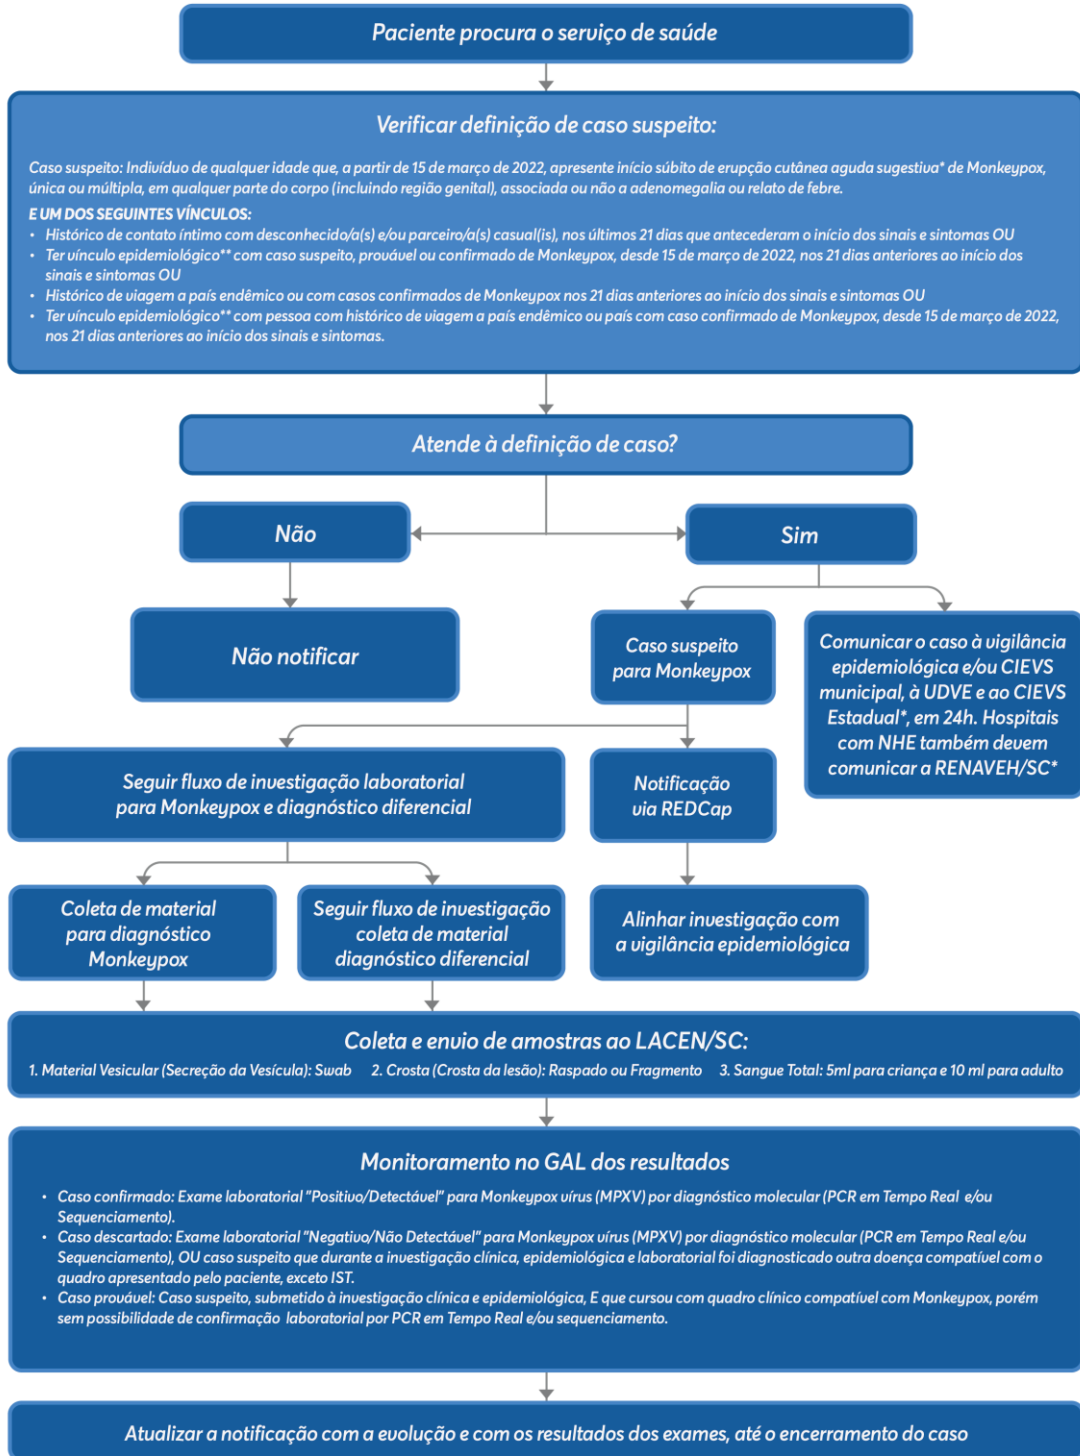 Paciente procura o serviço de saúde
Verificar definição de caso suspeito:
Caso suspeito: Indivíduo de qualquer idade que, a partir de 15 de março de 2022, apresente início súbito de erupção cutânea aguda sugestiva* de Monkeypox,
única ou múltipla, em qualquer parte do corpo (incluindo região genital), associada ou não a adenomegalia ou relato de febre.
E UM DOS SEGUINTES VÍNCULOS:
• Histórico de contato íntimo com desconhecido/a(s) e/ou parceiro/a(s) casual(is), nos últimos 21 dias que antecederam o início dos sinais e sintomas OU
• Ter vínculo epidemiológico** com caso suspeito, provável ou confirmado de Monkeypox, desde 15 de março de 2022, nos 21 dias anteriores ao início dos
sinais e sintomas OU
• Histórico de viagem a país endêmico ou com casos confirmados de Monkeypox nos 21 dias anteriores ao início dos sinais e sintomas OU
• Ter vínculo epidemiológico** com pessoa com histórico de viagem a país endêmico ou país com caso confirmado de Monkeypox, desde 15 de março de 2022,
nos 21 dias anteriores ao início dos sinais e sintomas.
Atende à definição de caso?
Não
Sim
Não notificar
Caso suspeito
para Monkeypox
Comunicar o caso à vigilância
epidemiológica e/ou CIEVS
municipal, à UDVE e ao CIEVS
Estadual*, em 24h. Hospitais
com NHE também devem
comunicar a RENAVEH/SC*
Seguir fluxo de investigação laboratorial
para Monkeypox e diagnóstico diferencial
Notificação
via REDCap
Coleta de material
para diagnóstico
Monkeypox
Seguir fluxo de investigação
coleta de material
diagnóstico diferencial
Alinhar investigação com
a vigilância epidemiológica
Coleta e envio de amostras ao LACEN/SC:
1. Material Vesicular (Secreção da Vesícula): Swab 2. Crosta (Crosta da lesão): Raspado ou Fragmento 3. Sangue Total: 5ml para criança e 10 ml para adulto
Monitoramento no GAL dos resultados
• Caso confirmado: Exame laboratorial "Positivo/Detectável" para Monkeypox vírus (MPXV) por diagnóstico molecular (PCR em Tempo Real e/ou
Sequenciamento).
• Caso descartado: Exame laboratorial "Negativo/Não Detectável" para Monkeypox vírus (MPXV) por diagnóstico molecular (PCR em Tempo Real e/ou
Sequenciamento), OU caso suspeito que durante a investigação clínica, epidemiológica e laboratorial foi diagnosticado outra doença compatível com o
quadro apresentado pelo paciente, exceto IST.
• Caso provável: Caso suspeito, submetido à investigação clínica e epidemiológica, E que cursou com quadro clínico compatível com Monkeypox, porém
sem possibilidade de confirmação laboratorial por PCR em Tempo Real e/ou sequenciamento.
Atualizar a notificação com a evolução e com os resultados dos exames, até o encerramento do caso